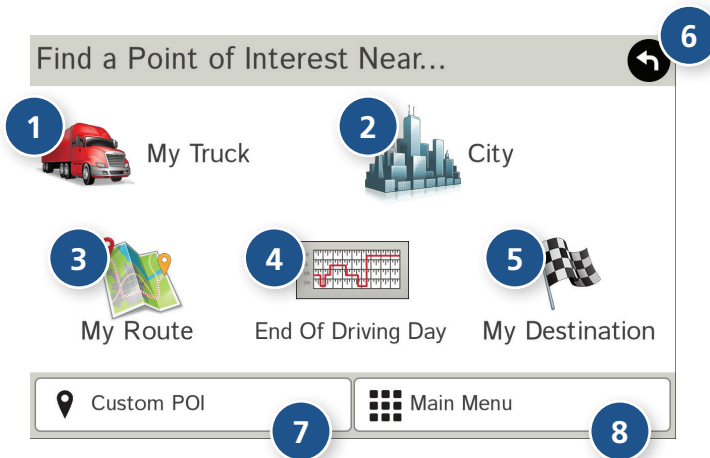 Find a Point of Interest Near...
6
1
My Truck
2
City
3
My Route
4
End Of Driving Day
5
My Destination
Custom POI
7
Main Menu
8